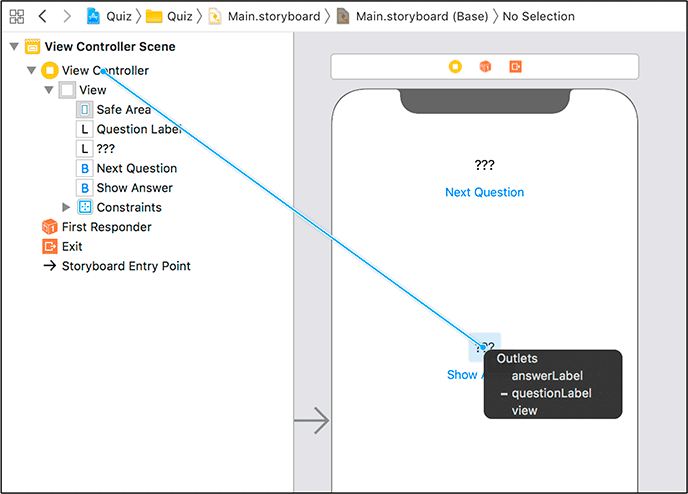 Quiz Quiz Main.storyboard Main.storyboard (Base) No Selection
View Controller Scene
View Controller
View
Safe Area
L Question Label
L ???
B Next Question
B Show Answer
Constraints
First Responder
Exit
Storyboard Entry Point
???
Next Question
???
Show
Outlets
answerLabel
– questionLabel
view